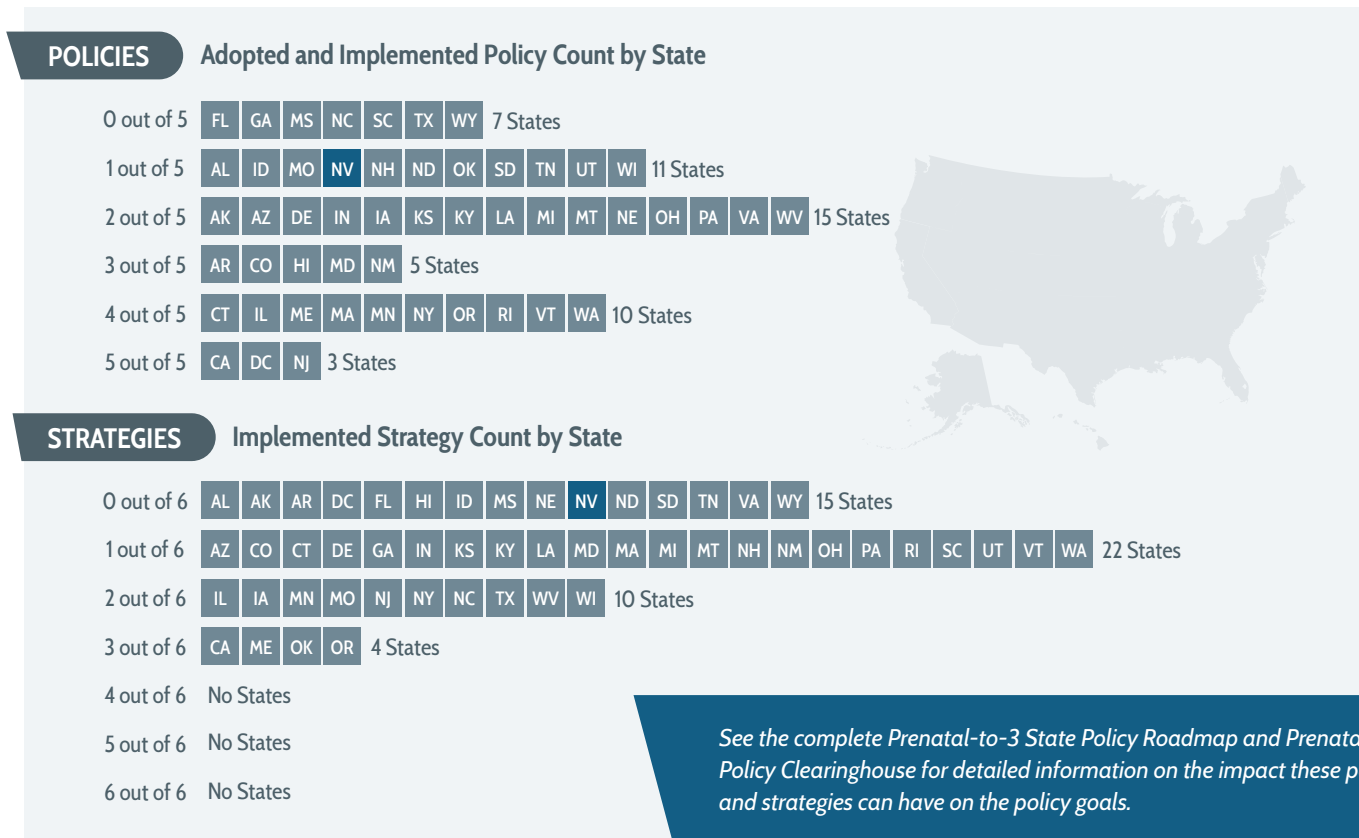 POLICIES Adopted and Implemented Policy Count by State
0 out of 5 FL GA MS NC SC TX WY 7 States
1 out of 5 AL ID MO NV NH ND OK SD TN UT WI 11 States
2 out of 5 AK AZ DE IN IA KS KY LA MI MT NE OH PA VA WV 15 States
3 out of 5 AR CO HI MD NM 5 States
4 out of 5 CT IL ME MA MN NY OR RI VT WA 10 States
5 out of 5 CA DC NJ 3 States
STRATEGIES Implemented Strategy Count by State
0 out of 6 AL AK AR DC FL HI ID MS NE NV ND SD TN VA WY 15 States
1 out of 6 AZ CO CT DE GA IN KS KY LA MD MA MI MT NH NM OH PA RI SC UT VT WA 22 States
2 out of 6 IL IA MN MO NJ NY NC TX WV WI 10 States
3 out of 6 CA ME OK OR 4 States
4 out of 6 No States
5 out of 6 No States
6 out of 6 No States
See the complete Prenatal-to-3 State Policy Roadmap and
Policy Clearinghouse for detailed information on the impact these
and strategies can have on the policy goals.